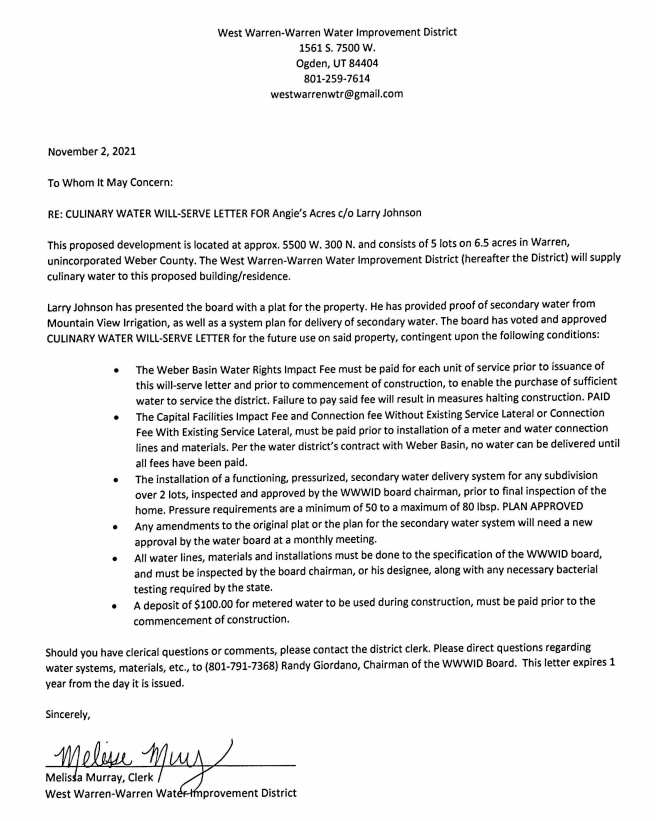 West Warren-Warren Water Improvement District
1561 S. 7500 W.
Ogden, UT 84404
801-259-7614
westwarrenwtr@gmail.com
November 2, 2021
To Whom It May Concern:
RE: CULINARY WATER WILL-SERVE LETTER FOR Angie's Acres c/o Larry Johnson
This proposed development is located at approx. 5500 W. 300 N. and consists of 5 lots on 6.5 acres in Warren,
unincorporated Weber County. The West Warren-Warren Water Improvement District (hereafter the District) will supply
culinary water to this proposed building/residence.
Larry Johnson has presented the board with a plat for the property. He has provided proof of secondary water from
Mountain View Irrigation, as well as a system plan for delivery of secondary water. The board has voted and approved
CULINARY WATER WILL-SERVE LETTER for the future use on said property, contingent upon the following conditions:
• The Weber Basin Water Rights Impact Fee must be paid for each unit of service prior to issuance of
this will-serve letter and prior to commencement of construction, to enable the purchase of sufficient
water to service the district. Failure to pay said fee will result in measures halting construction. PAID
• The Capital Facilities Impact Fee and Connection fee Without Existing Service Lateral or Connection
Fee With Existing Service Lateral, must be paid prior to installation of a meter and water connection
lines and materials. Per the water district's contract with Weber Basin, no water can be delivered until
all fees have been paid.
• The installation of a functioning, pressurized, secondary water delivery system for any subdivision
over 2 lots, inspected and approved by the WWWID board chairman, prior to final inspection of the
home. Pressure requirements are a minimum of 50 to a maximum of 80 lbsp. PLAN APPROVED
• Any amendments to the original plat or the plan for the secondary water system will need a new
approval by the water board at a monthly meeting.
• All water lines, materials and installations must be done to the specification of the WWWID board,
and must be inspected by the board chairman, or his designee, along with any necessary bacterial
testing required by the state.
• A deposit of $100.00 for metered water to be used during construction, must be paid prior to the
commencement of construction.
Should you have clerical questions or comments, please contact the district clerk. Please direct questions regarding
water systems, materials, etc., to (801-791-7368) Randy Giordano, Chairman of the WWWID Board. This letter expires 1
year from the day it is issued.
Sincerely,
Melissa Murray, Clerk
West Warren-Warren Water Improvement District